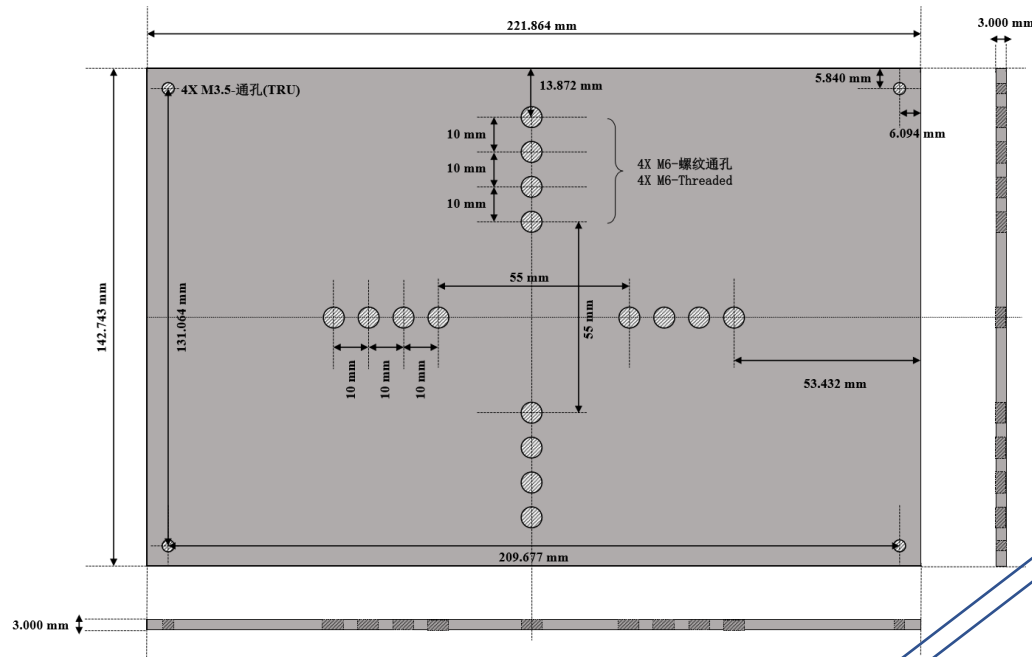 221.864 mm
3.000 mm
4X M3.5-通孔(TRU)
13.872 mm
5.840 mm
6.094 mm
10 mm
10 mm
10 mm
4X M6-螺纹通孔
4X M6-Threaded
55 mm
55 mm
142.743 mm
131.064 mm
10 mm
10 mm
10 mm
53.432 mm
209.677 mm
3.000 mm